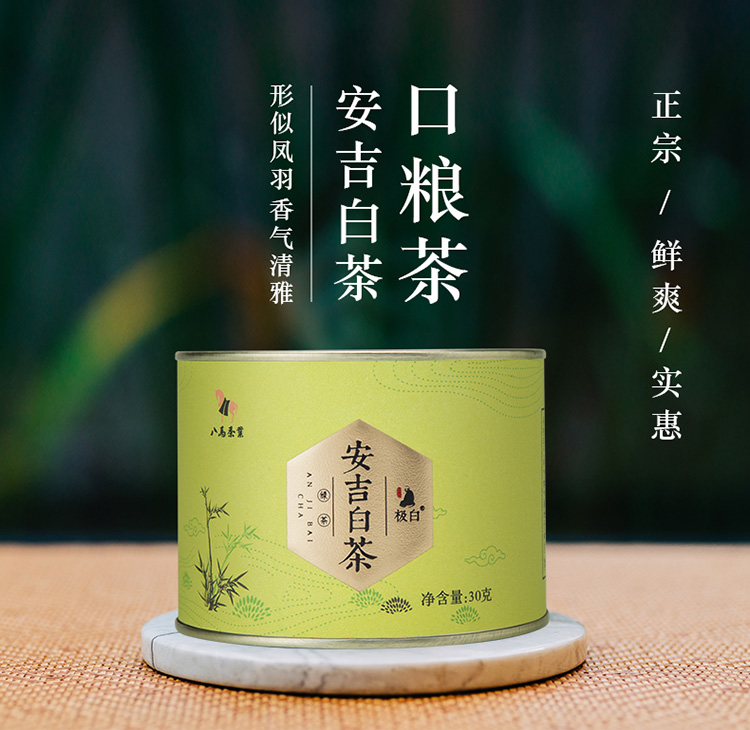 正宗/鲜爽/实惠
口粮茶
安吉白茶
形似凤羽香气清雅
八馬茶業
安吉白茶
AN JI BAI CHA
绿茶
极白®
净含量:30克